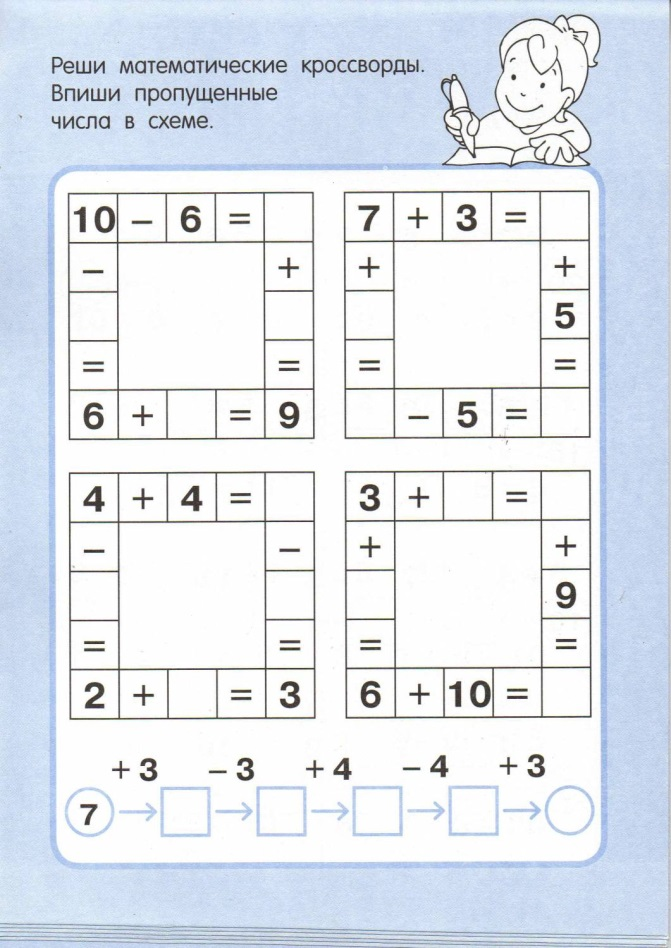 Реши математические кроссворды.
Впиши пропущенные
числа в схеме.
10 − 6 =
− +
= =
6 + = 9
7 + 3 =
+ +
5
= =
− 5 =
4 + 4 =
− −
= =
2 + = 3
3 + =
+ +
9
= =
6 + 10 =
+ 3 − 3 + 4 − 4 + 3
7